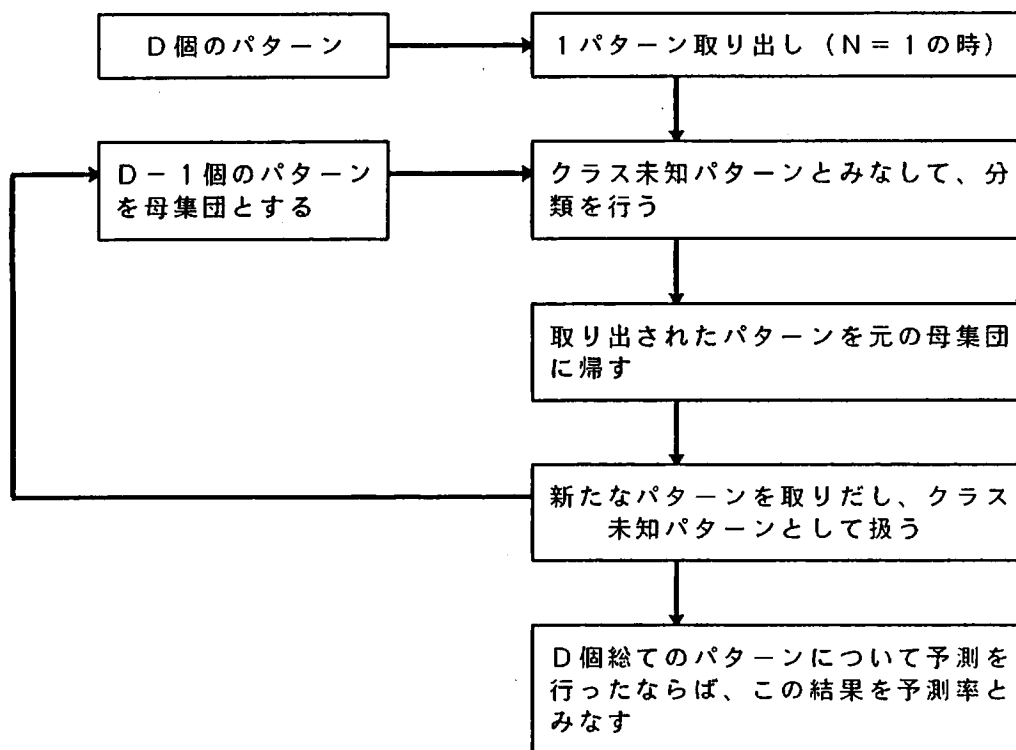 D個のパターン
1パターン取り出し（N＝1の時）
D－1個のパターン
を母集団とする
クラス未知パターンとみなして、分
類を行う
取り出されたパターンを元の母集団
に帰す
新たなパターンを取りだし、クラス
未知パターンとして扱う
D個総てのパターンについて予測を
行ったならば、この結果を予測率と
みなす